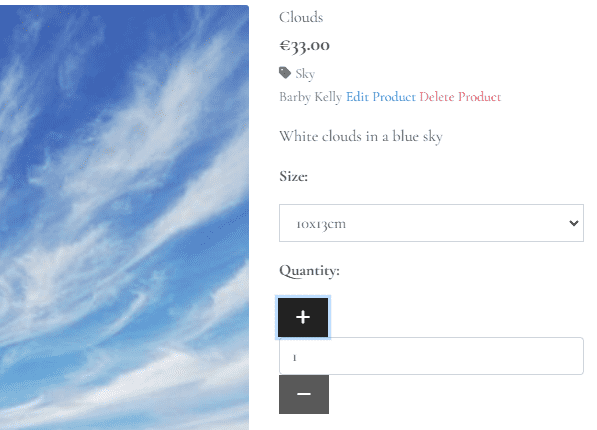 Clouds
€33.00
Sky
Barby Kelly Edit Product Delete Product
White clouds in a blue sky
Size:
10x13cm
Quantity:
+
1
−